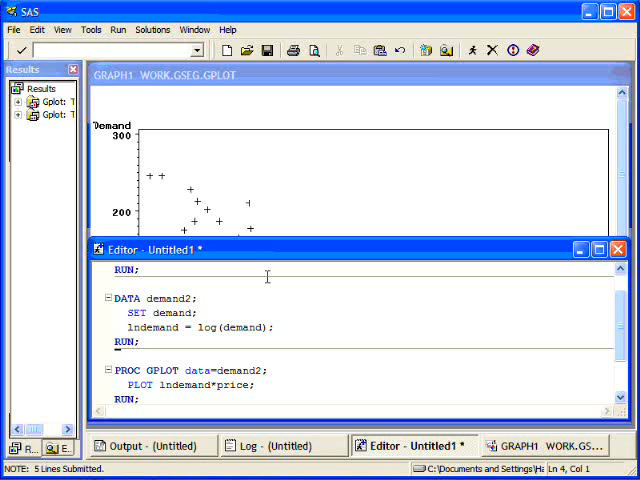 SAS
File Edit View Tools Run Solutions Window Help
Results
GRAPH1 WORK.GSEG.GPLOT
Results
Gplot: T
Gplot: T
Demand
300
200
Editor - Untitled1 *
RUN;
DATA demand2;
SET demand;
lndemand = log(demand);
RUN;
PROC GPLOT data=demand2;
PLOT lndemand*price;
RUN;
R... E...
Output - (Untitled) Log - (Untitled) Editor - Untitled1 * GRAPH1 WORK.GS...
NOTE: 5 Lines Submitted. C:\Documents and Settings\Ha Ln 4, Col 1